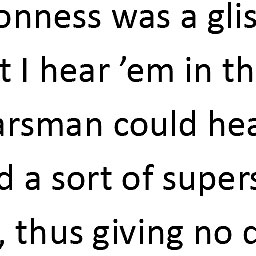 onness was a glis
t I hear ’em in th
arsman could hea
d a sort of supers
, thus giving no c